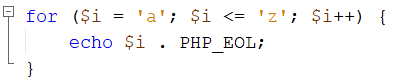 for ($i = 'a'; $i <= 'z'; $i++) {
    echo $i . PHP_EOL;
}